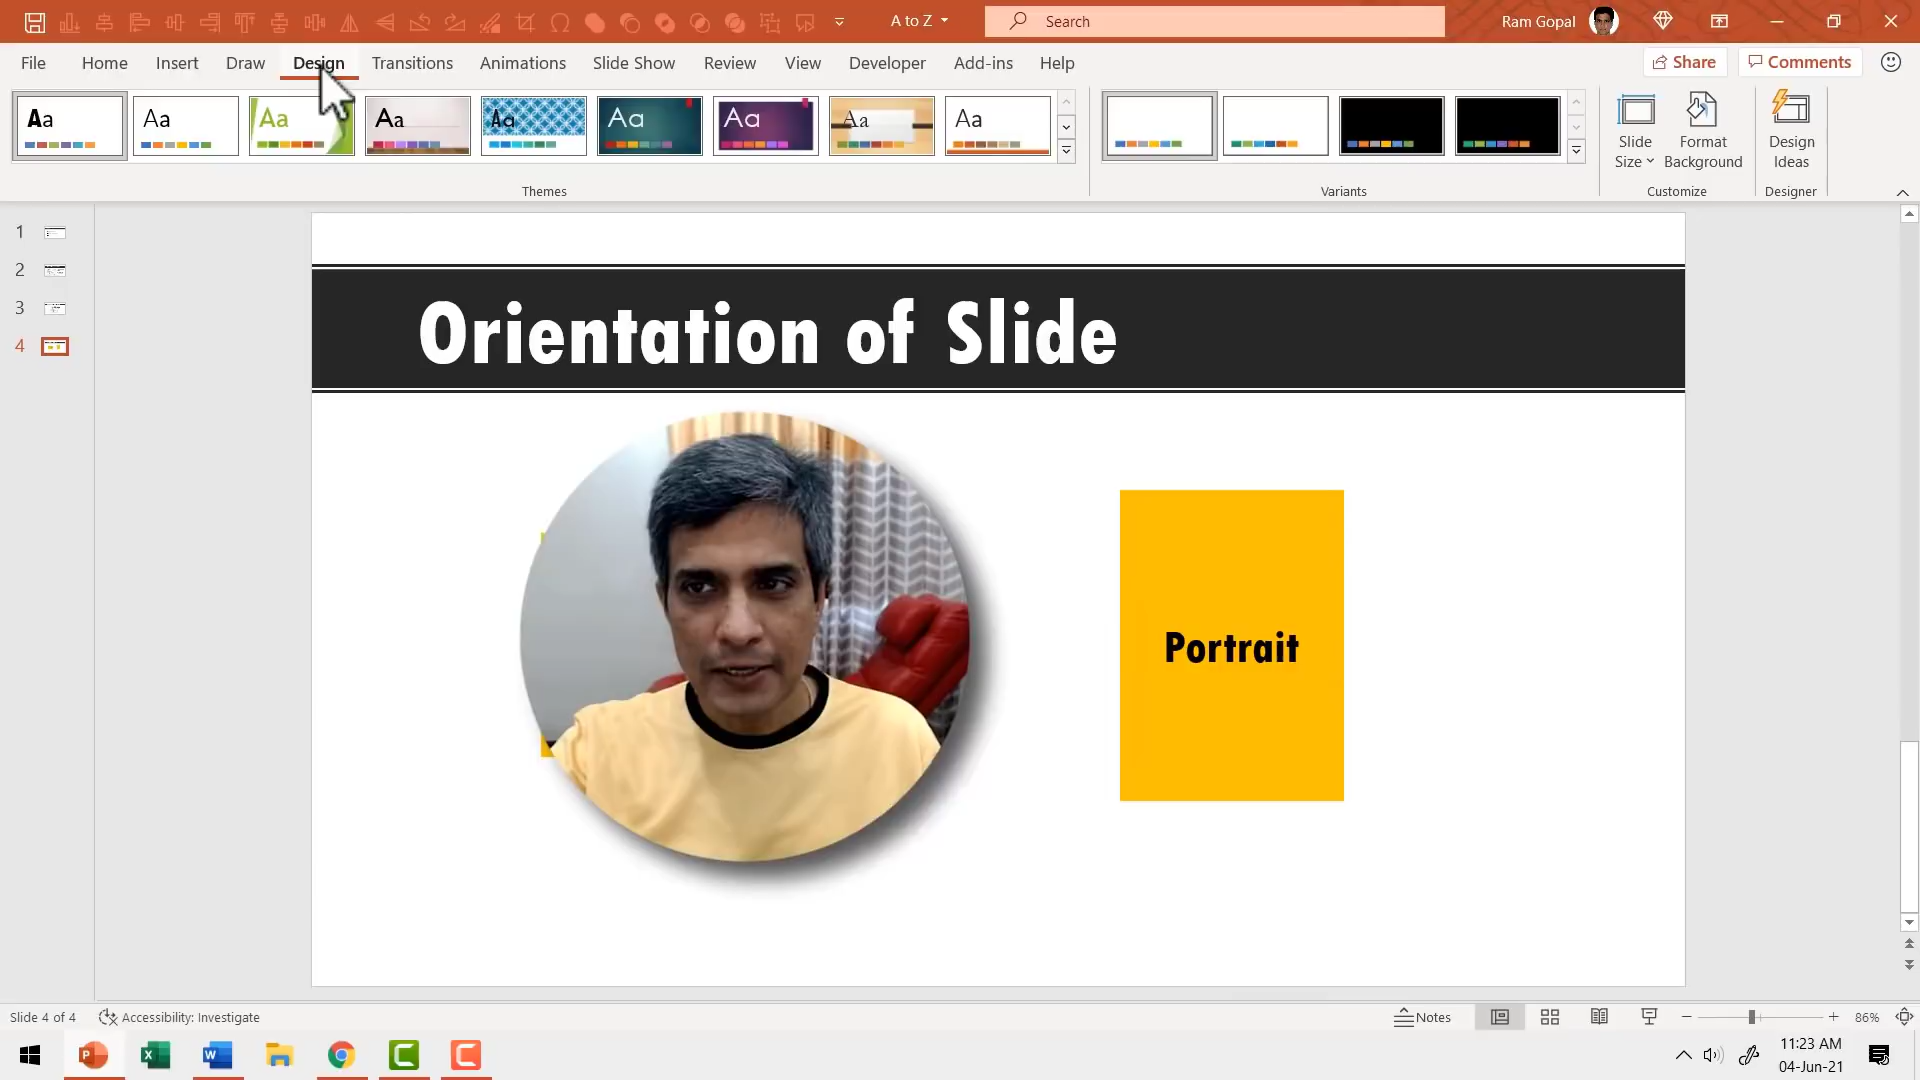 A to Z
Search
Ram Gopal
File
Home
Insert
Draw
Design
Transitions
Animations
Slide Show
Review
View
Developer
Add-ins
Help
Share
Comments
Aa
Aa
Aa
Aa
Aa
Aa
Aa
Aa
Aa
Slide
Size
Format
Background
Design
Ideas
Themes
Variants
Customize
Designer
1
2
3
4
Orientation of Slide
Portrait
Slide 4 of 4
Accessibility: Investigate
Notes
86%
11:23 AM
04-Jun-21